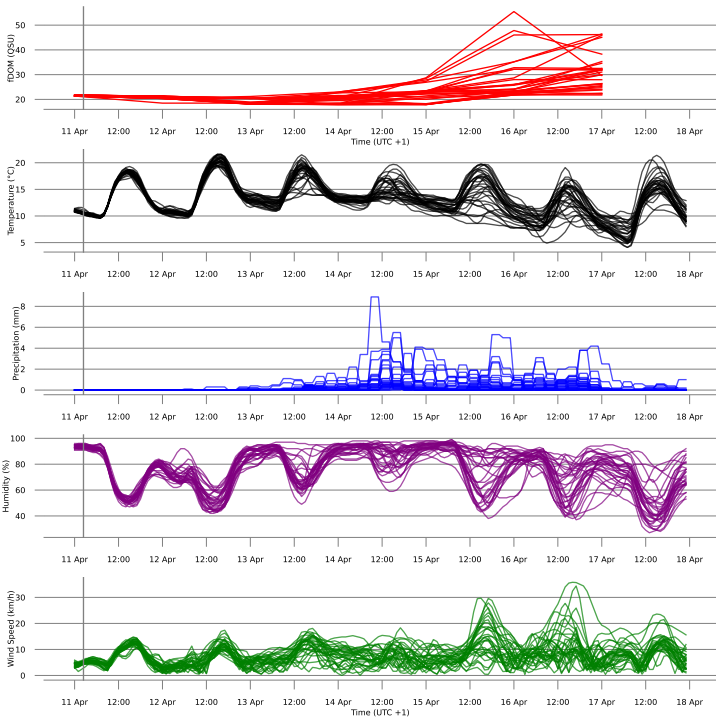 fDOM (QSU)
50
40
30
20
11 Apr 12:00 12 Apr 12:00 13 Apr 12:00 14 Apr 12:00 15 Apr 12:00 16 Apr 12:00 17 Apr 12:00 18 Apr
Time (UTC +1)
Temperature (°C)
20
15
10
5
11 Apr 12:00 12 Apr 12:00 13 Apr 12:00 14 Apr 12:00 15 Apr 12:00 16 Apr 12:00 17 Apr 12:00 18 Apr
Precipitation (mm)
8
6
4
2
0
11 Apr 12:00 12 Apr 12:00 13 Apr 12:00 14 Apr 12:00 15 Apr 12:00 16 Apr 12:00 17 Apr 12:00 18 Apr
Humidity (%)
100
80
60
40
11 Apr 12:00 12 Apr 12:00 13 Apr 12:00 14 Apr 12:00 15 Apr 12:00 16 Apr 12:00 17 Apr 12:00 18 Apr
Wind Speed (km/h)
30
20
10
0
11 Apr 12:00 12 Apr 12:00 13 Apr 12:00 14 Apr 12:00 15 Apr 12:00 16 Apr 12:00 17 Apr 12:00 18 Apr
Time (UTC +1)